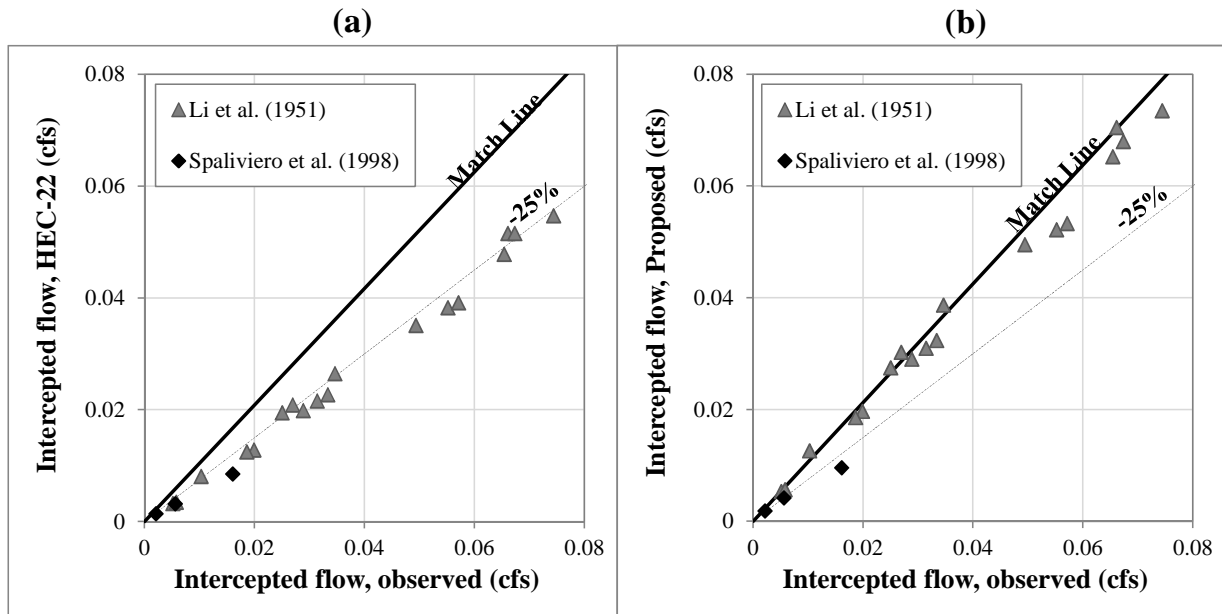 (a)
(b)
0.08
0.06
0.04
0.02
0
0
0.02
0.04
0.06
0.08
Intercepted flow, HEC-22 (cfs)
Intercepted flow, observed (cfs)
Li et al. (1951)
Spaliviero et al. (1998)
Match Line
-25%
0.08
0.06
0.04
0.02
0
0
0.02
0.04
0.06
0.08
Intercepted flow, Proposed (cfs)
Intercepted flow, observed (cfs)
Li et al. (1951)
Spaliviero et al. (1998)
Match Line
-25%